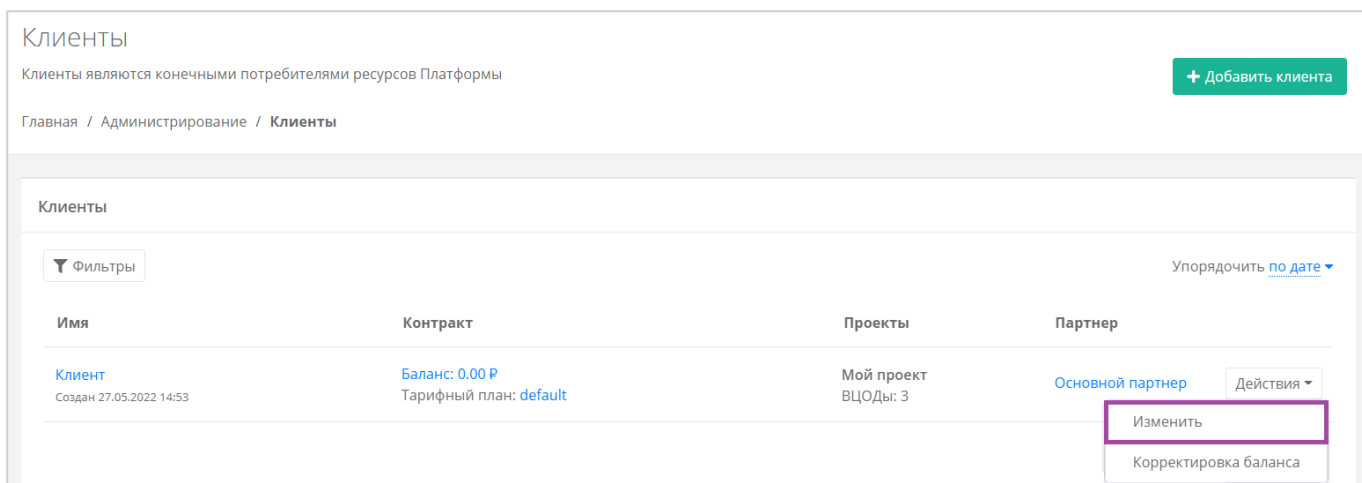 Клиенты
Клиенты являются конечными потребителями ресурсов Платформы
+ Добавить клиента
Главная / Администрирование / Клиенты
Клиенты
Фильтры
Упорядочить по дате
Имя Контракт Проекты Партнер
Клиент Баланс: 0.00 ₽ Мой проект Основной партнер Действия
Создан 27.05.2022 14:53 Тарифный план: default ВЦОДы: 3
Изменить
Корректировка баланса